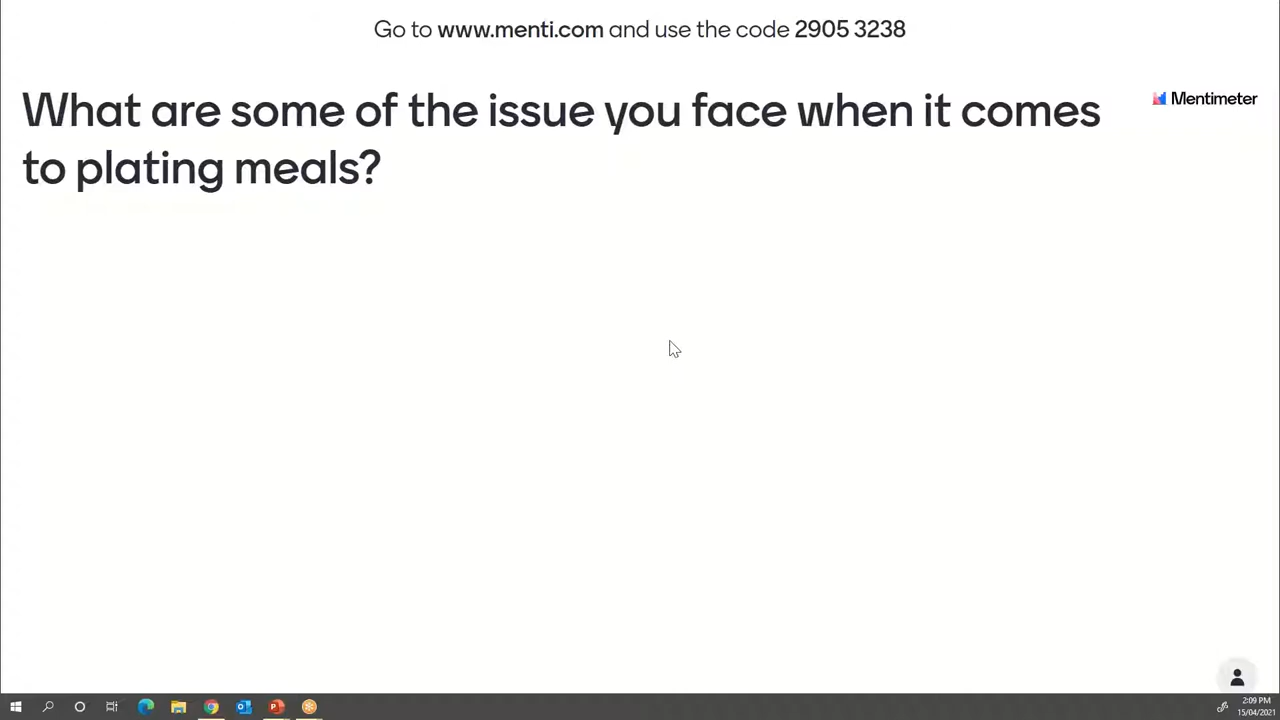 Go to www.menti.com and use the code 2905 3238
What are some of the issue you face when it comes
to plating meals?
Mentimeter
2:09 PM
15/04/2021